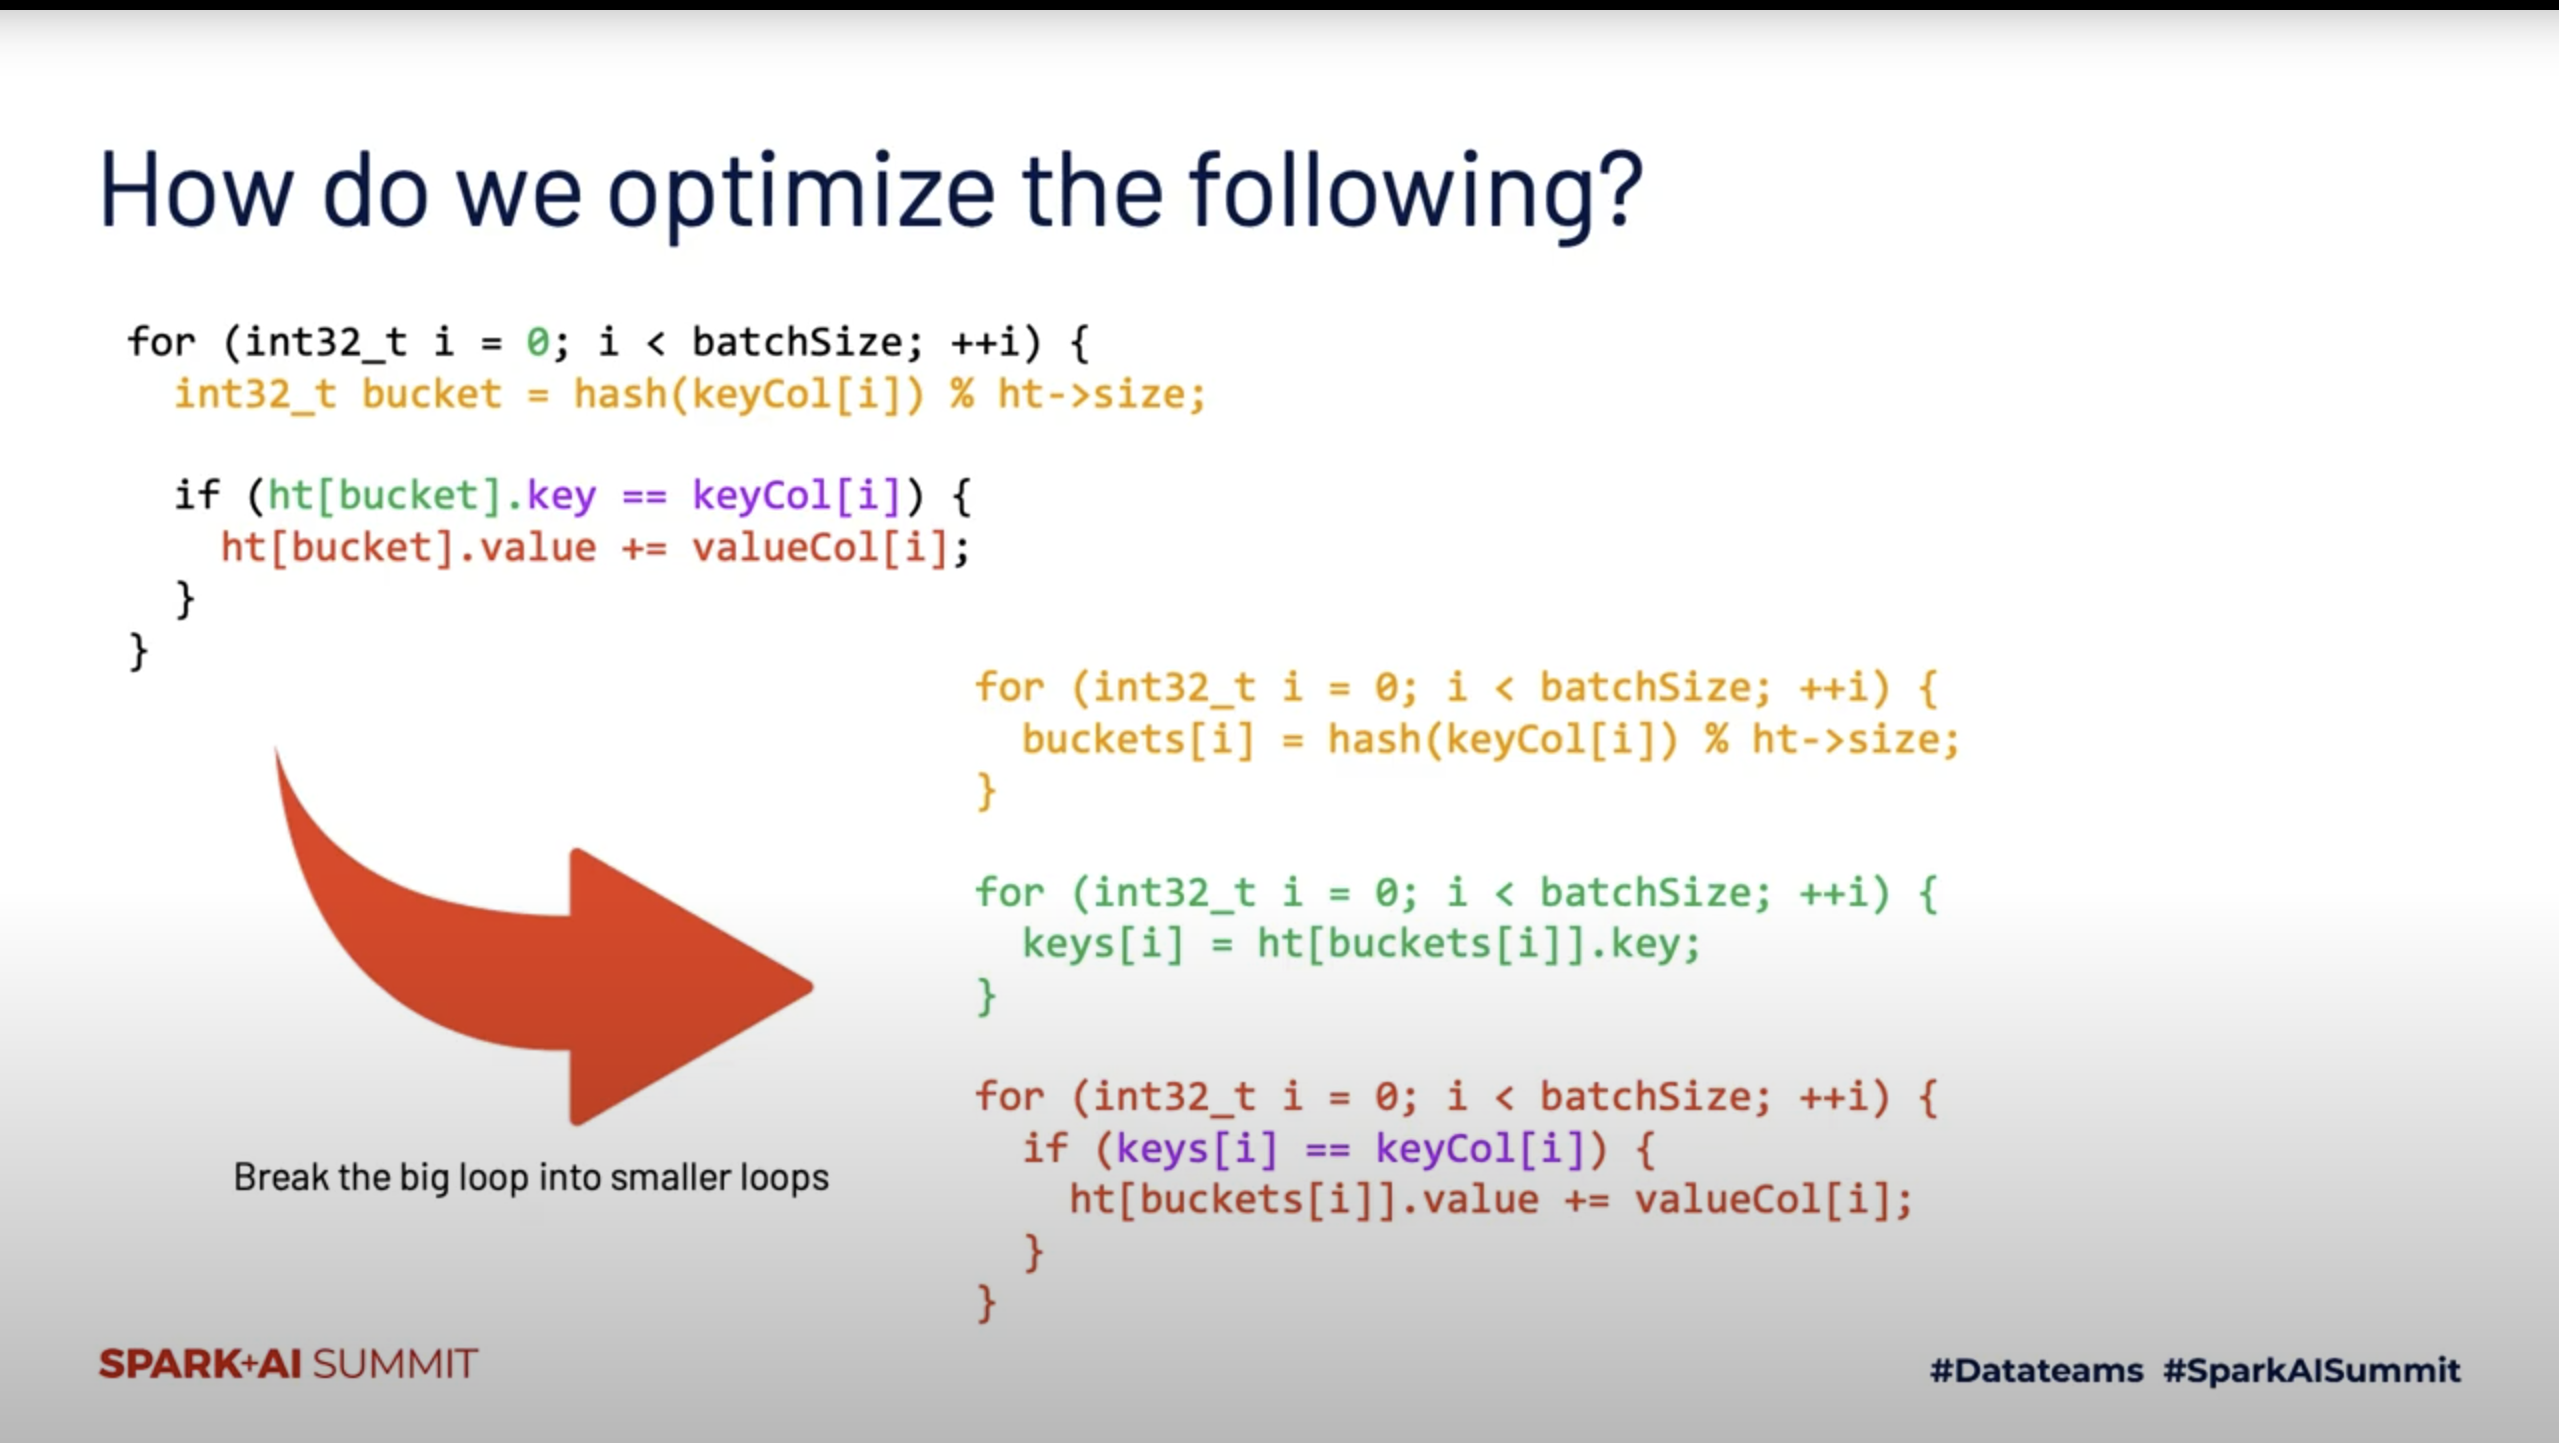 How do we optimize the following?
for (int32_t i = 0; i < batchSize; ++i) {
int32_t bucket = hash(keyCol[i]) % ht->size;
if (ht[bucket].key == keyCol[i]) {
ht[bucket].value += valueCol[i];
}
}
for (int32_t i = 0; i < batchSize; ++i) {
buckets[i] = hash(keyCol[i]) % ht->size;
}
for (int32_t i = 0; i < batchSize; ++i) {
keys[i] = ht[buckets[i]].key;
}
for (int32_t i = 0; i < batchSize; ++i) {
if (keys[i] == keyCol[i]) {
ht[buckets[i]].value += valueCol[i];
}
}
Break the big loop into smaller loops
SPARK+AI SUMMIT
#Datateams #SparkAISummit